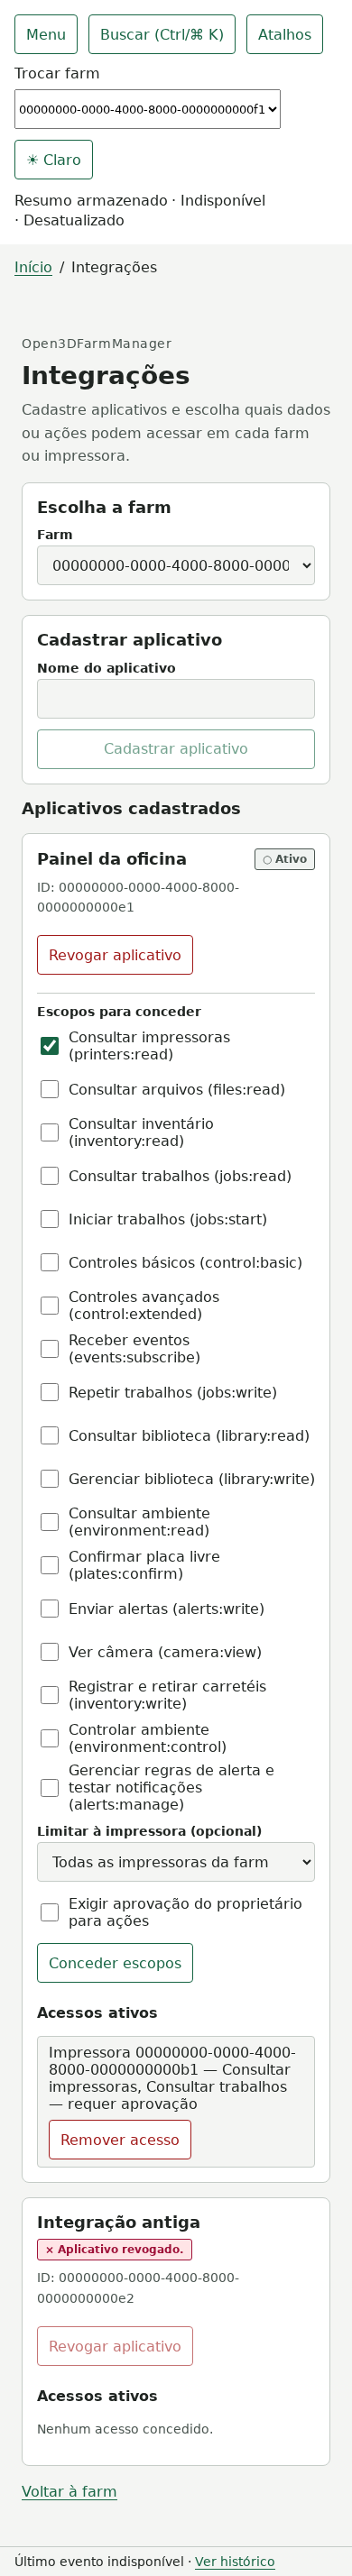 Menu
Buscar (Ctrl/⌘ K)
Atalhos
Trocar farm
00000000-0000-4000-8000-0000000000f1
☀ Claro
Resumo armazenado · Indisponível
· Desatualizado
Início / Integrações
Open3DFarmManager
Integrações
Cadastre aplicativos e escolha quais dados
ou ações podem acessar em cada farm
ou impressora.
Escolha a farm
Farm
00000000-0000-4000-8000-0000
Cadastrar aplicativo
Nome do aplicativo
Cadastrar aplicativo
Aplicativos cadastrados
Painel da oficina
○ Ativo
ID: 00000000-0000-4000-8000-
0000000000e1
Revogar aplicativo
Escopos para conceder
Consultar impressoras
(printers:read)
Consultar arquivos (files:read)
Consultar inventário
(inventory:read)
Consultar trabalhos (jobs:read)
Iniciar trabalhos (jobs:start)
Controles básicos (control:basic)
Controles avançados
(control:extended)
Receber eventos
(events:subscribe)
Repetir trabalhos (jobs:write)
Consultar biblioteca (library:read)
Gerenciar biblioteca (library:write)
Consultar ambiente
(environment:read)
Confirmar placa livre
(plates:confirm)
Enviar alertas (alerts:write)
Ver câmera (camera:view)
Registrar e retirar carretéis
(inventory:write)
Controlar ambiente
(environment:control)
Gerenciar regras de alerta e
testar notificações
(alerts:manage)
Limitar à impressora (opcional)
Todas as impressoras da farm
Exigir aprovação do proprietário
para ações
Conceder escopos
Acessos ativos
Impressora 00000000-0000-4000-
8000-0000000000b1 — Consultar
impressoras, Consultar trabalhos
— requer aprovação
Remover acesso
Integração antiga
× Aplicativo revogado.
ID: 00000000-0000-4000-8000-
0000000000e2
Revogar aplicativo
Acessos ativos
Nenhum acesso concedido.
Voltar à farm
Último evento indisponível · Ver histórico